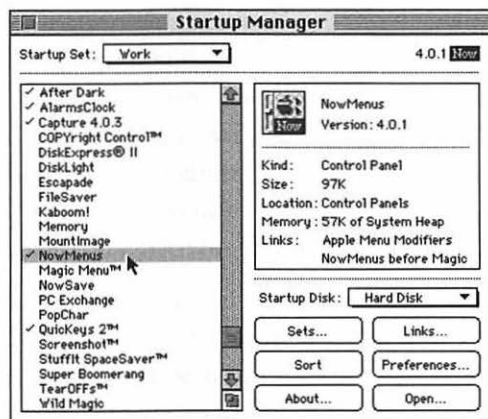 Startup Manager
Startup Set: Work
4.0.1 Now
✓ After Dark
✓ AlarmsClock
✓ Capture 4.0.3
COPYright Control™
DiskExpress® II
DiskLight
Escapade
FileSaver
Kaboom!
Memory
MountImage
✓ NowMenus
Magic Menu™
NowSave
PC Exchange
PopChar
✓ QuicKeys 2™
Screenshot™
StuffIt SpaceSaver™
Super Boomerang
TearOFFs™
Wild Magic
Now
NowMenus
Version: 4.0.1
Kind: Control Panel
Size: 97K
Location: Control Panels
Memory: 57K of System Heap
Links: Apple Menu Modifiers
NowMenus before Magic
Startup Disk: Hard Disk
Sets... Links...
Sort Preferences...
About... Open...